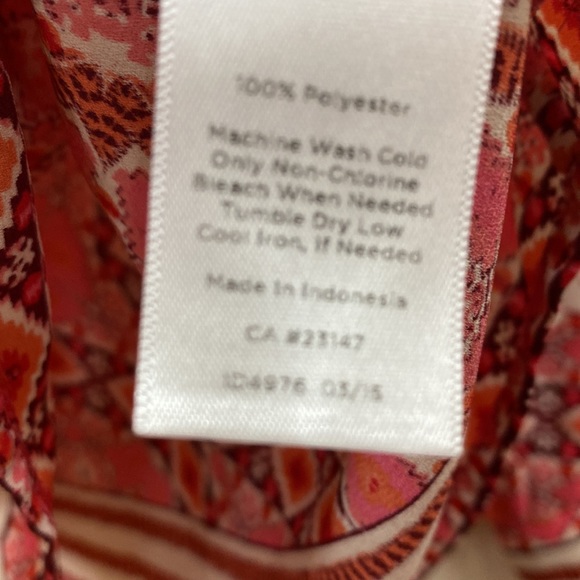 100% Polyester
Machine Wash Cold
Only Non-Chlorine
Bleach When Needed
Tumble Dry Low
Cool Iron, If Needed
Made In Indonesia
CA #23147
1D4976 03/15